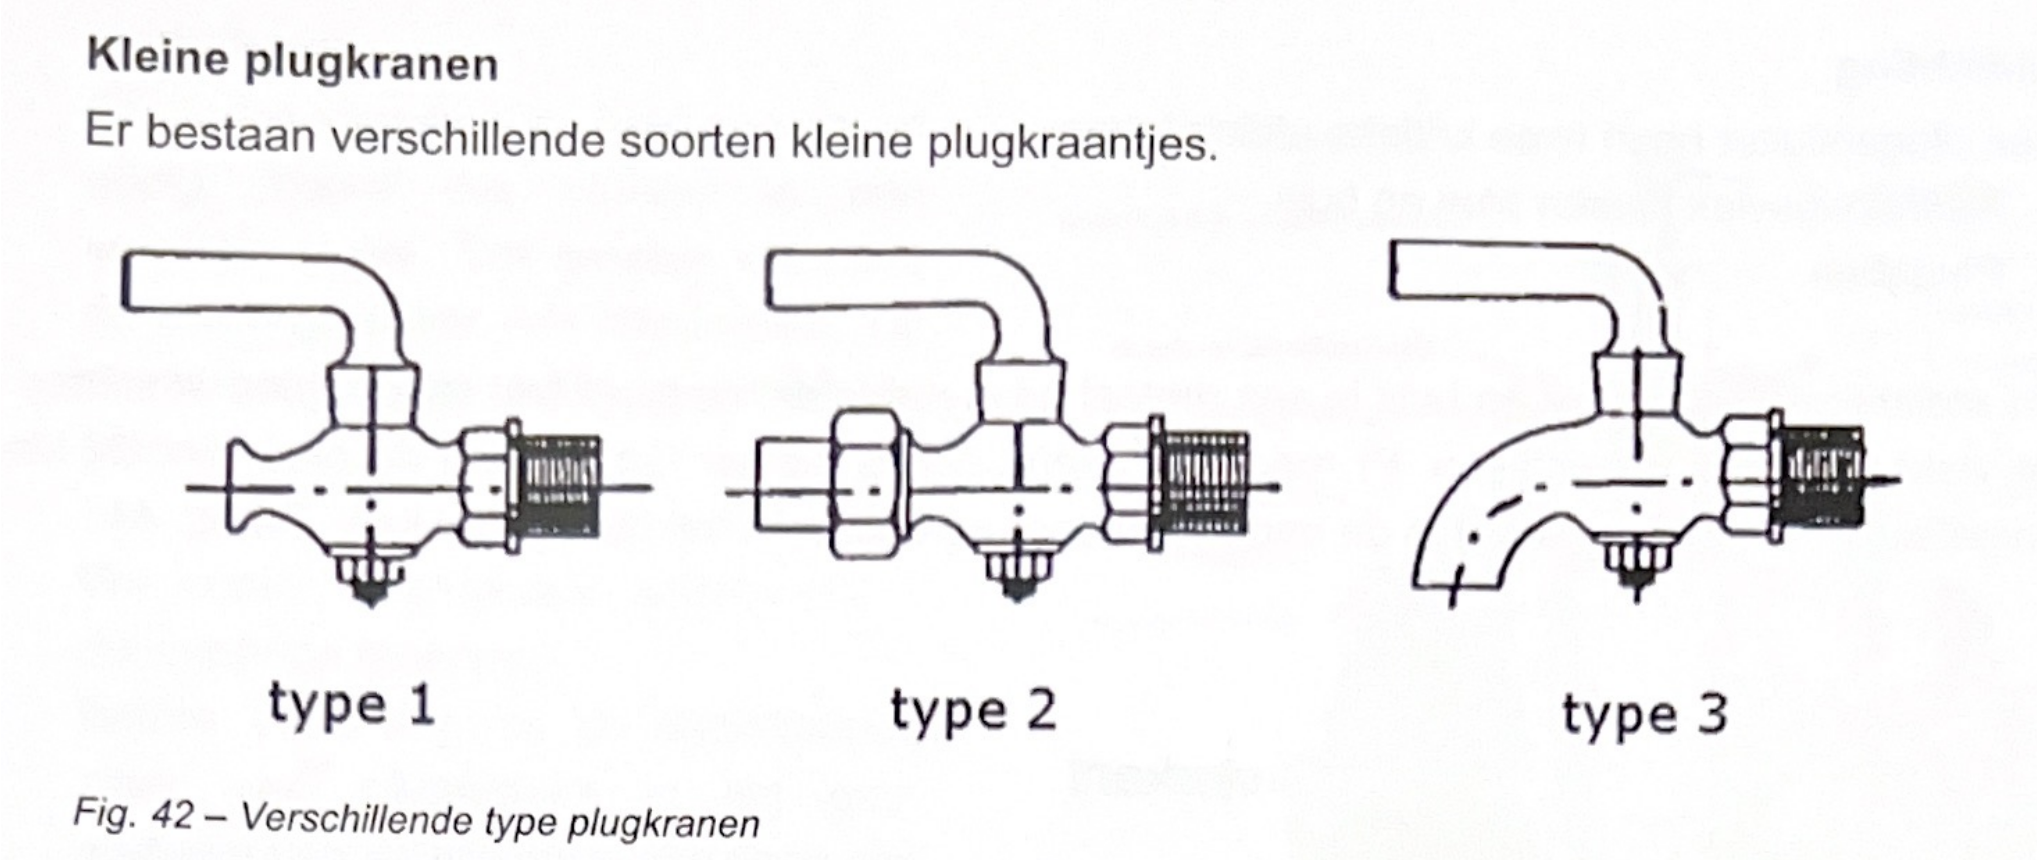 Kleine plugkranen
Er bestaan verschillende soorten kleine plugkraantjes.
type 1
type 2
type 3
Fig. 42 – Verschillende type plugkranen